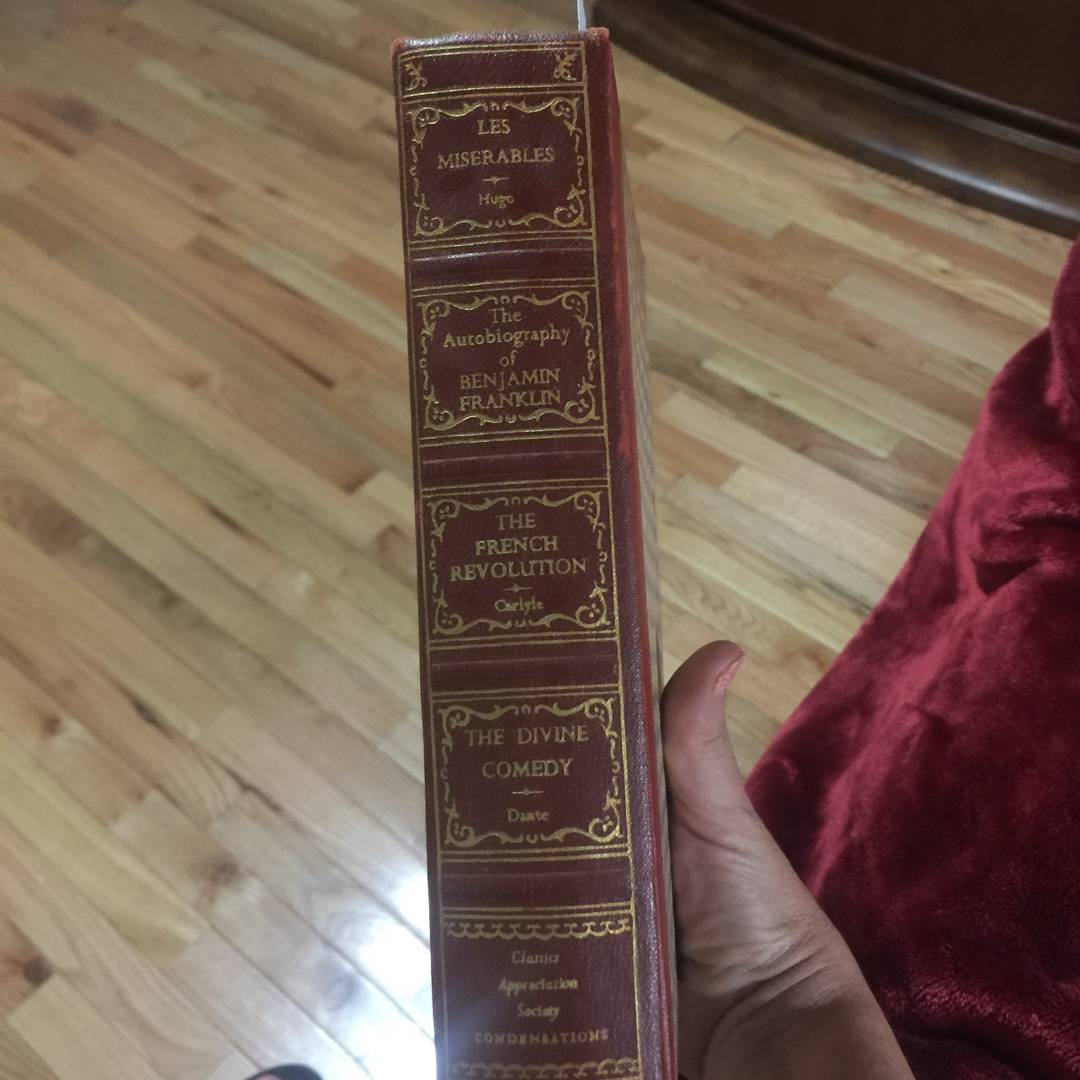 LES
MISERABLES
Hugo
The
Autobiography
of
BENJAMIN
FRANKLIN
THE
FRENCH
REVOLUTION
Carlyle
THE DIVINE
COMEDY
Dante
Classics
Appreciation
Society
CONDENSATIONS